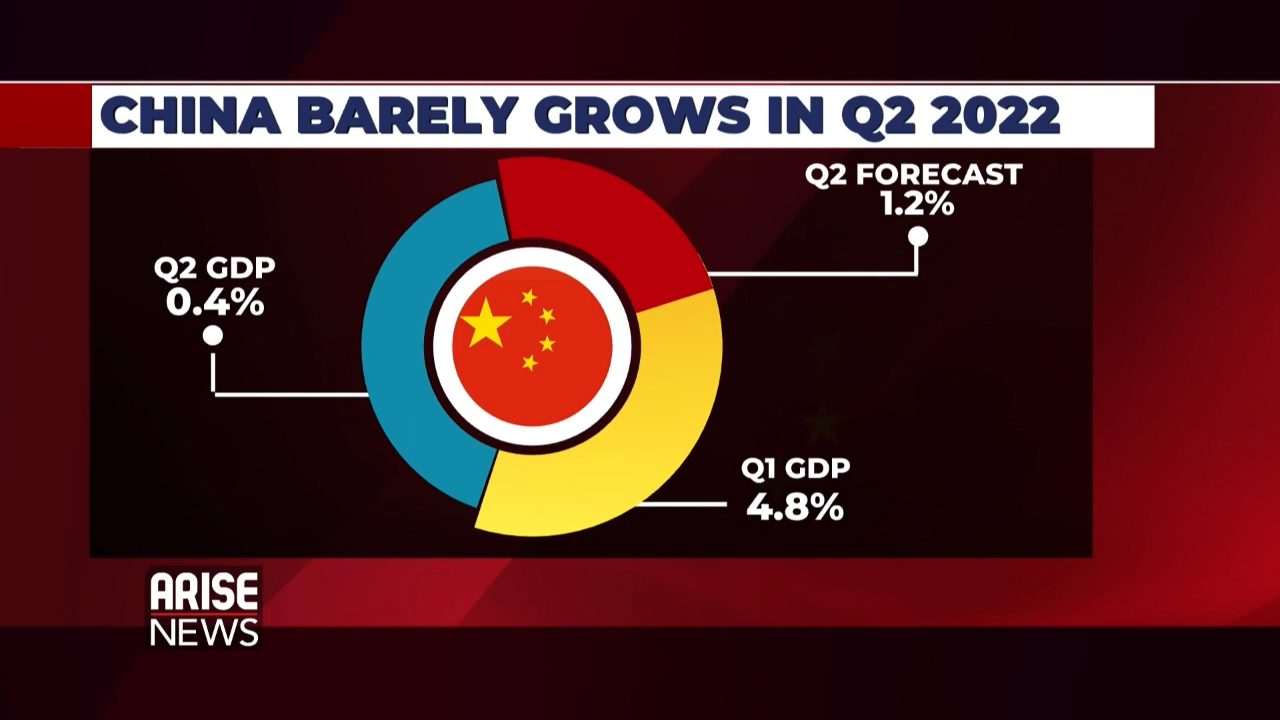 CHINA BARELY GROWS IN Q2 2022
Q2 FORECAST
1.2%
Q2 GDP
0.4%
Q1 GDP
4.8%
ARISE
NEWS